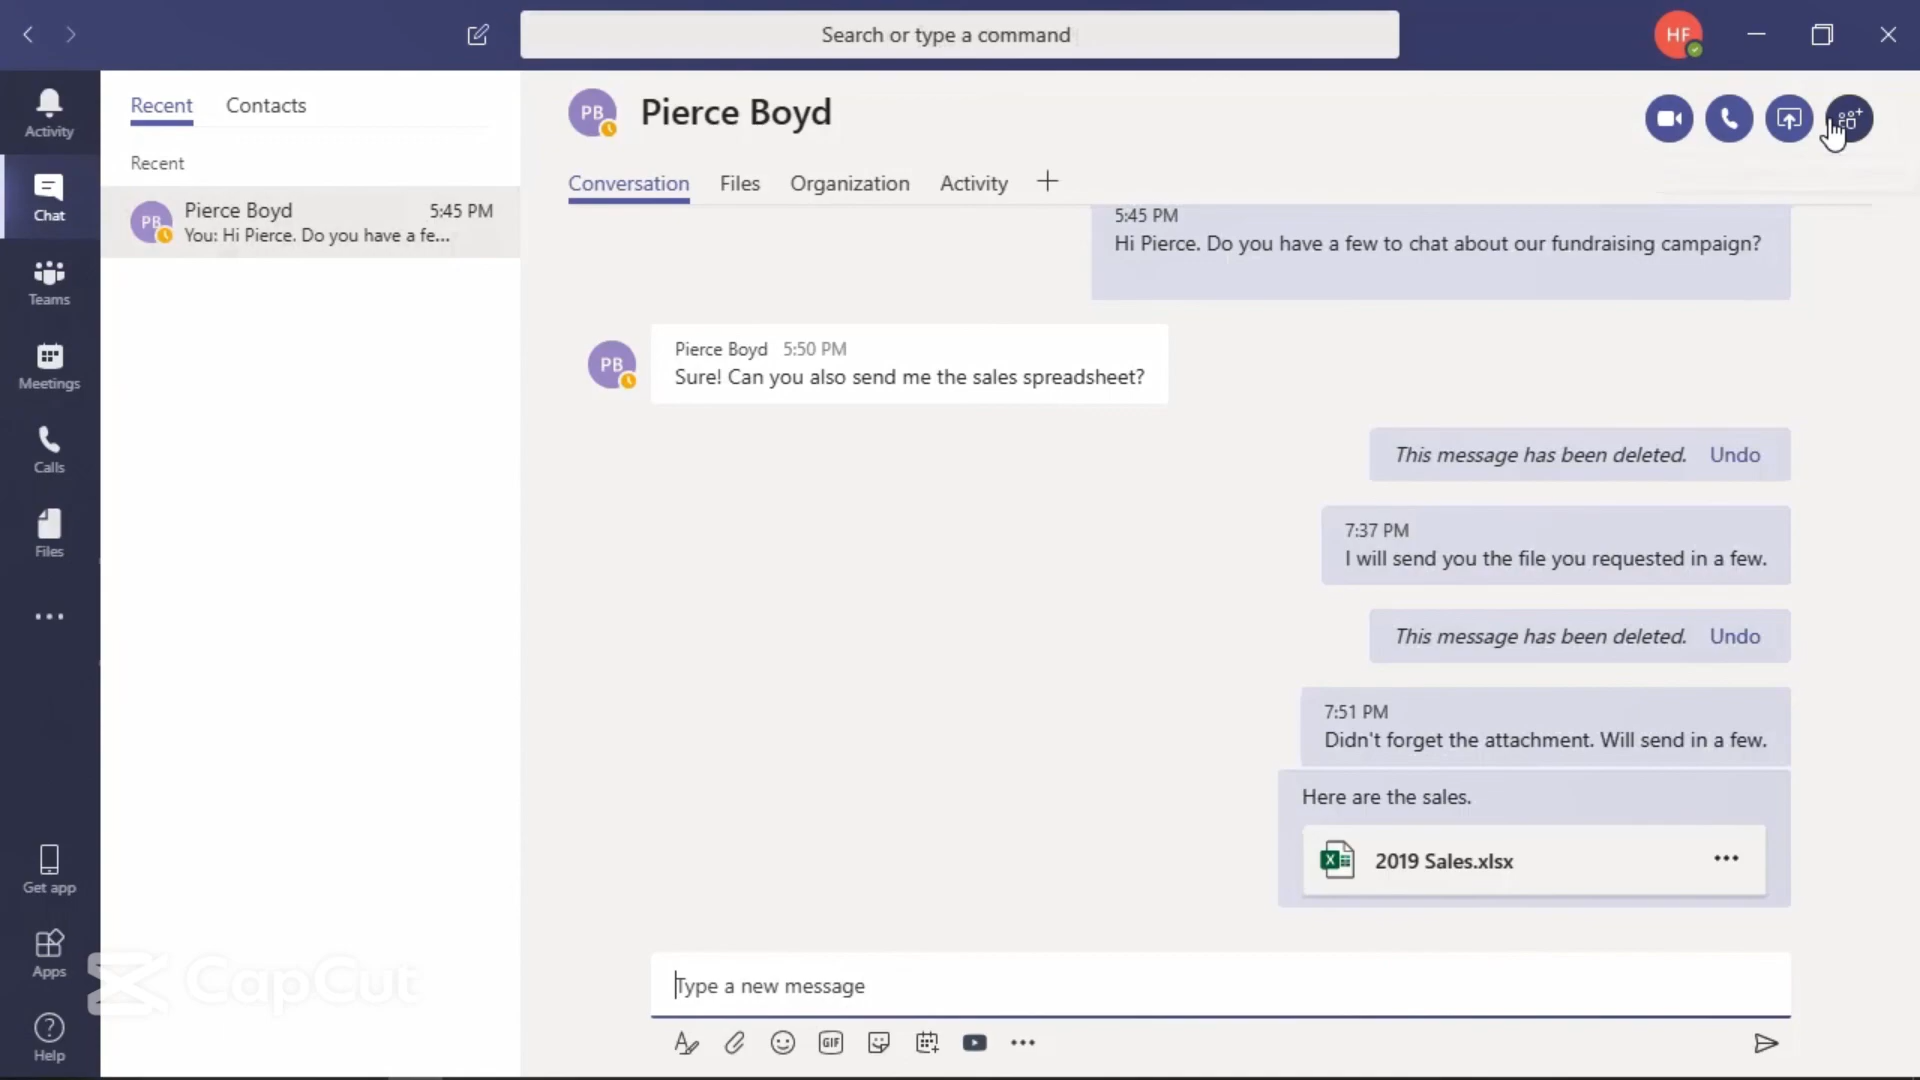 Search or type a command
HF
Activity
Chat
Teams
Meetings
Calls
Files
Get app
Apps
Help
Recent
Contacts
Recent
PB
Pierce Boyd
5:45 PM
You: Hi Pierce. Do you have a fe...
CapCut
PB
Pierce Boyd
Conversation
Files
Organization
Activity
5:45 PM
Hi Pierce. Do you have a few to chat about our fundraising campaign?
PB
Pierce Boyd 5:50 PM
Sure! Can you also send me the sales spreadsheet?
This message has been deleted. Undo
7:37 PM
I will send you the file you requested in a few.
This message has been deleted. Undo
7:51 PM
Didn't forget the attachment. Will send in a few.
Here are the sales.
2019 Sales.xlsx
Type a new message
GIF